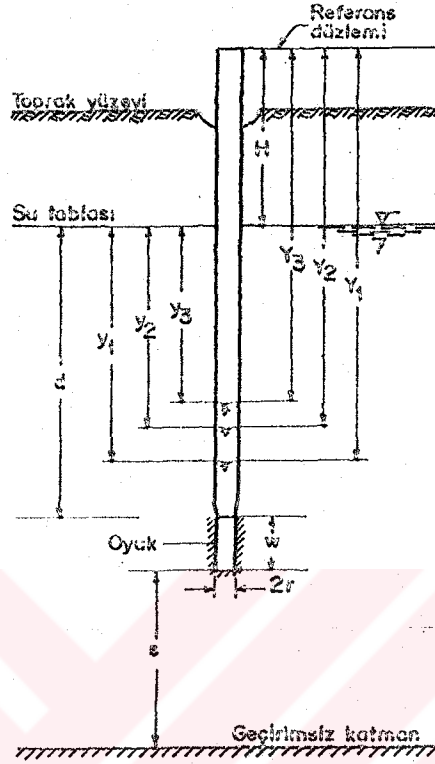 Referans
düzlemi
Toprak yüzeyi
H
Su tablası
Y3
Y2
Y1
y3
y2
y1
d
Oyuk
w
2r
s
Geçirimsiz katman